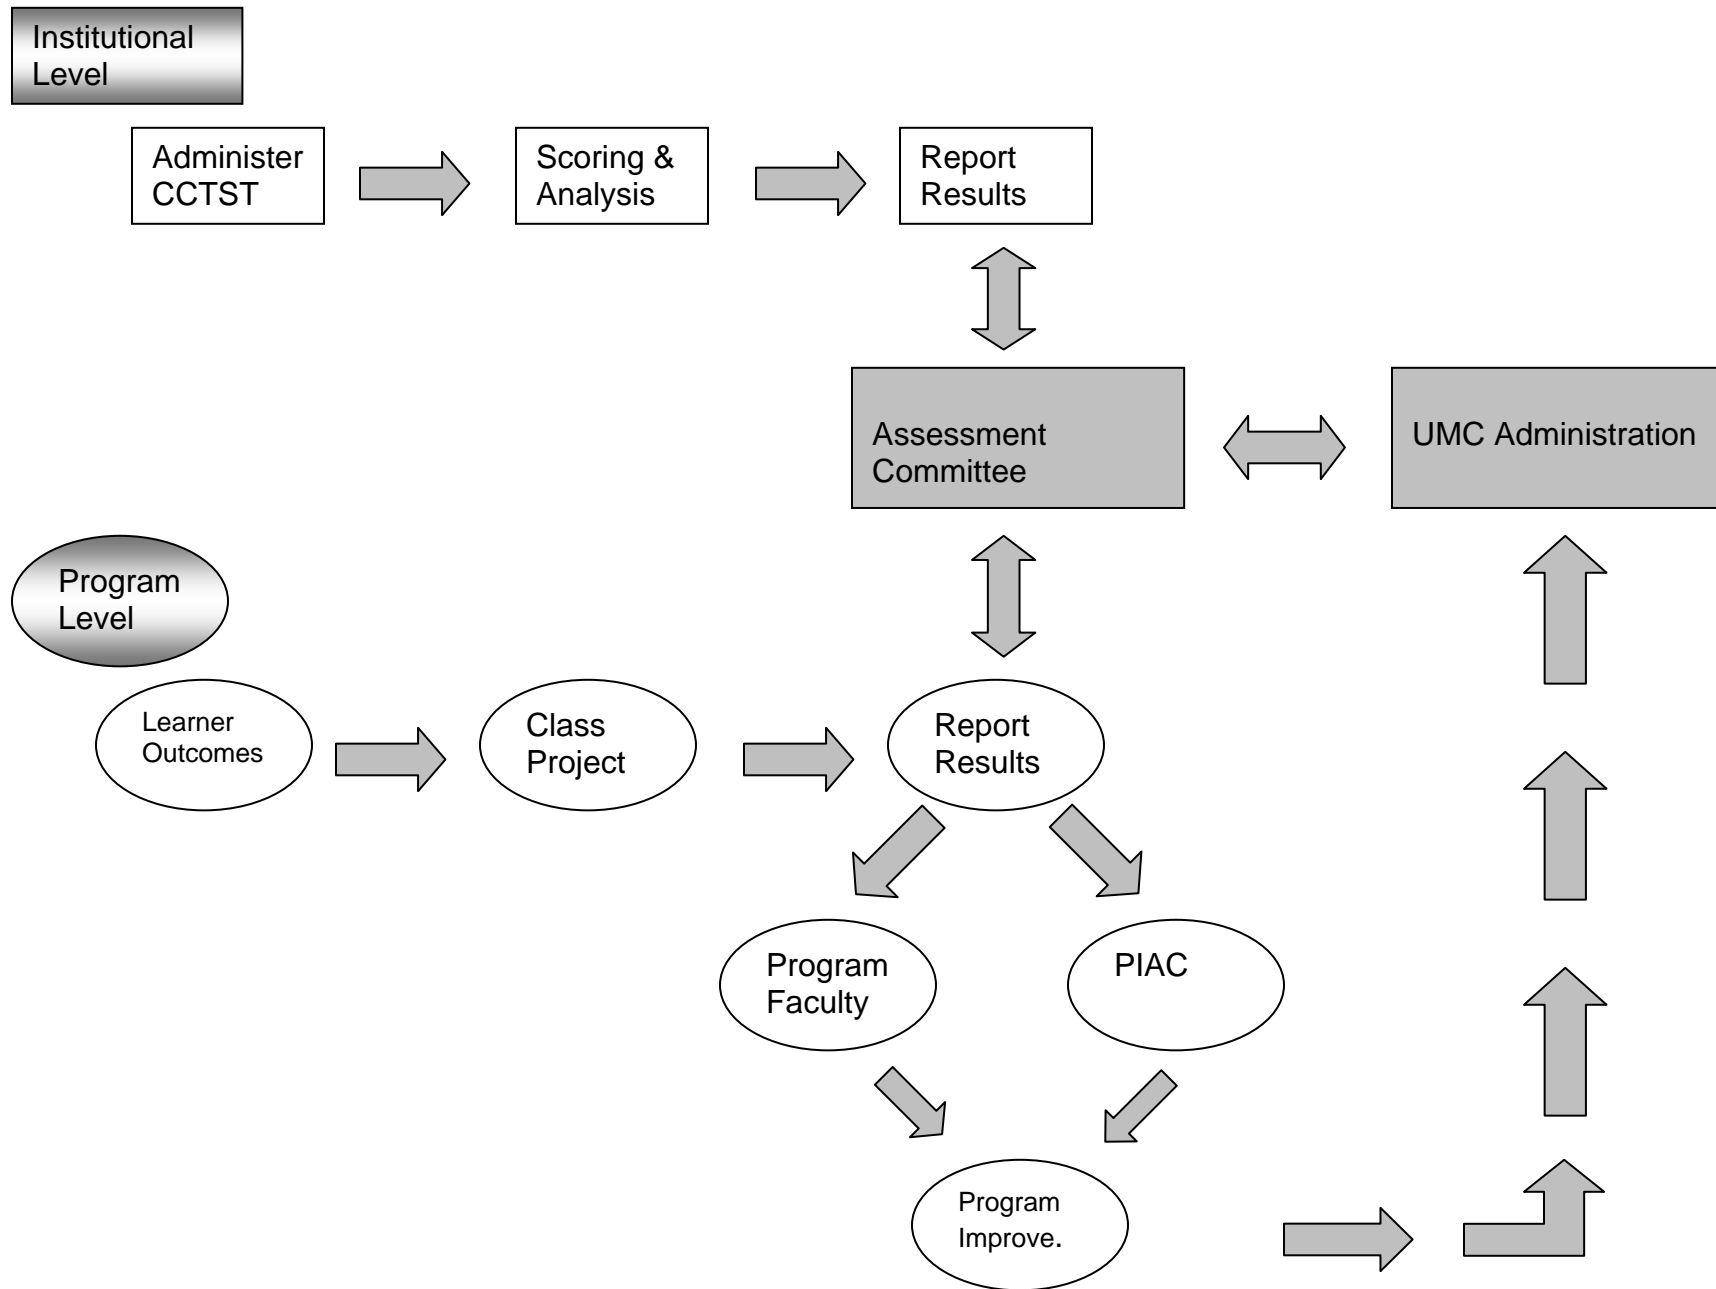 Institutional
Level
Administer
CCTST
Scoring &
Analysis
Report
Results
Assessment
Committee
UMC Administration
Program
Level
Learner
Outcomes
Class
Project
Report
Results
Program
Faculty
PIAC
Program
Improve.